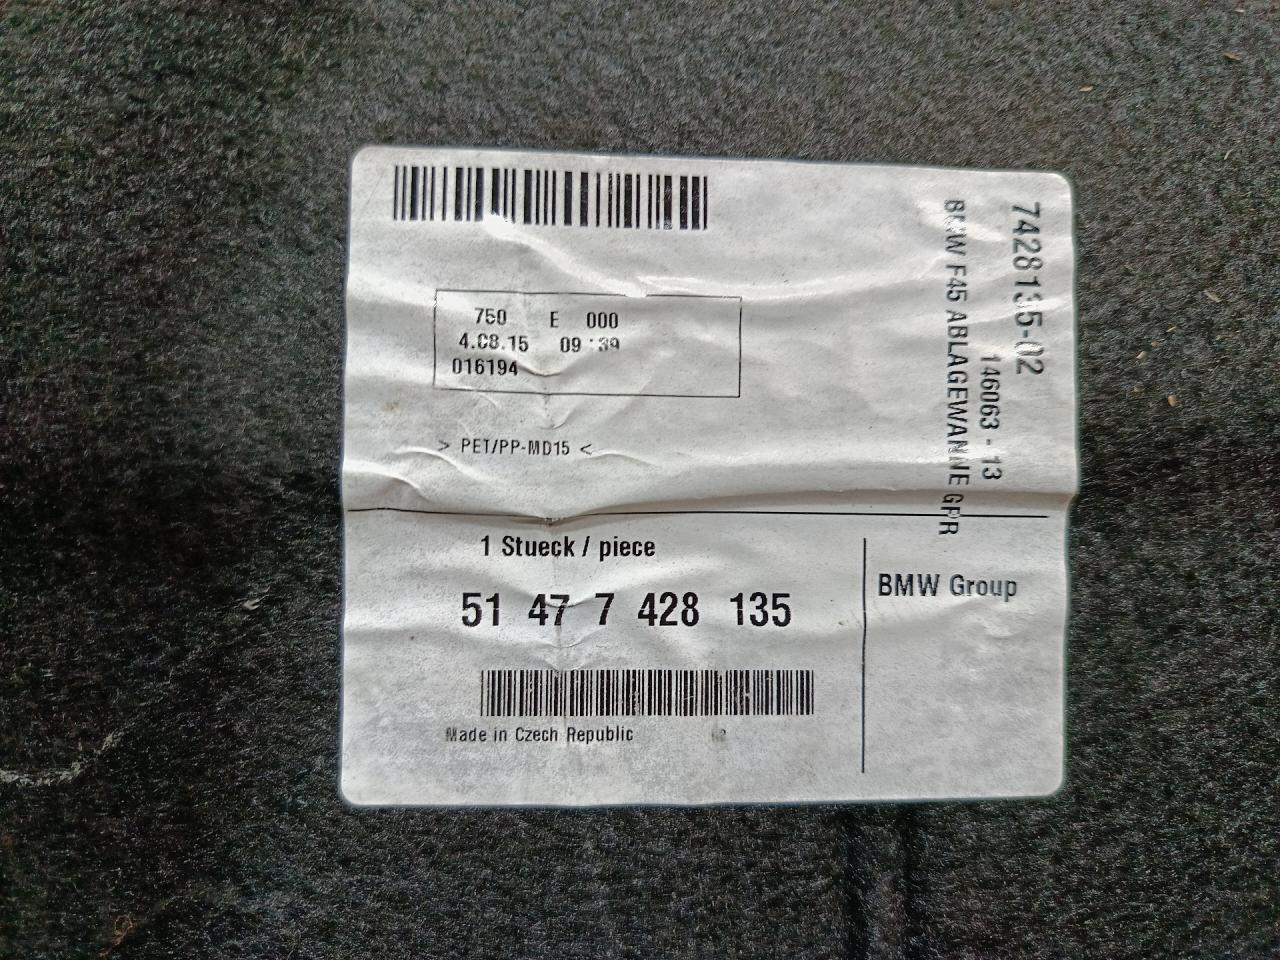 750 E 000
4.08.15 09:39
016194
> PET/PP-MD15 <
7428135-02
146063 - 13
BMW F45 ABLAGEWANNE GFR
1 Stueck / piece
51 47 7 428 135
BMW Group
Made in Czech Republic